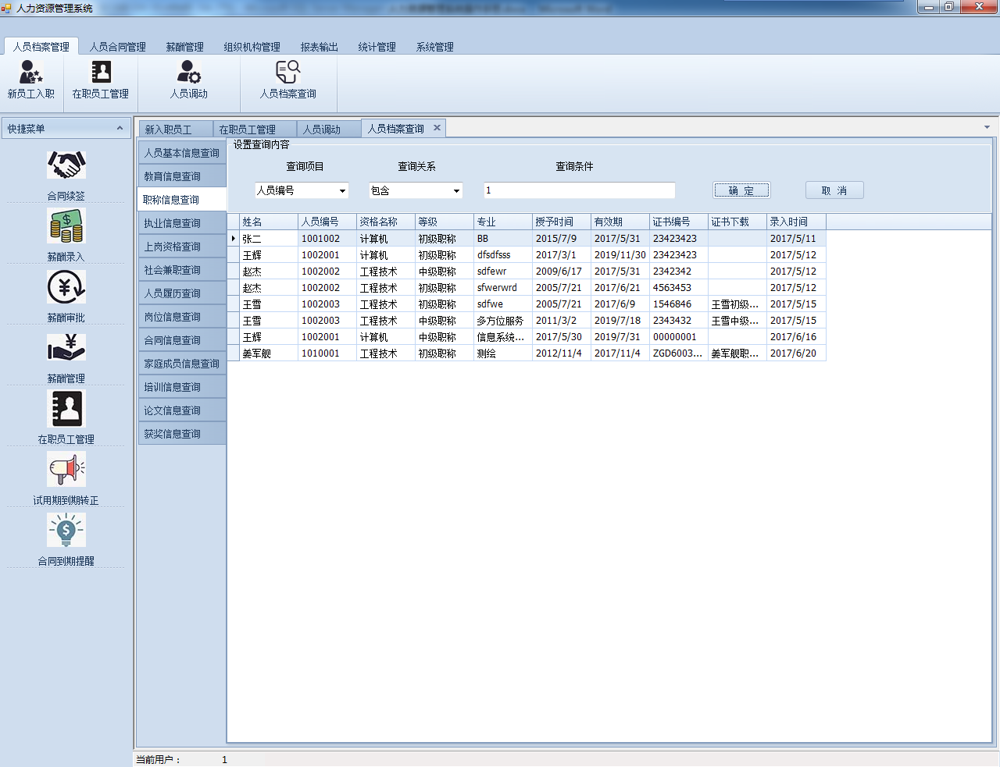 人力资源管理系统
人员档案管理 人员合同管理 薪酬管理 组织机构管理 报表输出 统计管理 系统管理
新员工入职 在职员工管理 人员调动 人员档案查询
快捷菜单
合同续签
薪酬录入
薪酬审批
薪酬管理
在职员工管理
试用期到期转正
合同到期提醒
新入职员工 在职员工管理 人员调动 人员档案查询
人员基本信息查询
教育信息查询
职称信息查询
执业信息查询
上岗资格查询
社会兼职查询
人员履历查询
岗位信息查询
合同信息查询
家庭成员信息查询
培训信息查询
论文信息查询
获奖信息查询
设置查询内容
查询项目 查询关系 查询条件
人员编号 包含 1 确 定 取 消
姓名 人员编号 资格名称 等级 专业 授予时间 有效期 证书编号 证书下载 录入时间
张二 1001002 计算机 初级职称 BB 2015/7/9 2017/5/31 23423423 2017/5/11
王辉 1002001 计算机 初级职称 dfsdfsss 2017/3/1 2019/11/30 23423423 2017/5/12
赵杰 1002002 工程技术 中级职称 sdfewr 2009/6/17 2017/5/31 2342342 2017/5/12
赵杰 1002002 工程技术 初级职称 sfwerwrd 2005/7/21 2017/6/21 4563453 2017/5/12
王雪 1002003 工程技术 初级职称 sdfwe 2005/7/21 2017/6/9 1546846 王雪初级... 2017/5/15
王雪 1002003 工程技术 中级职称 多方位服务 2011/3/2 2019/7/18 2343432 王雪中级... 2017/5/15
王辉 1002001 计算机 中级职称 信息系统... 2017/5/30 2019/7/31 00000001 2017/6/16
姜军舰 1010001 工程技术 初级职称 测绘 2012/11/4 2017/11/4 ZGD6003... 姜军舰职... 2017/6/20
当前用户： 1